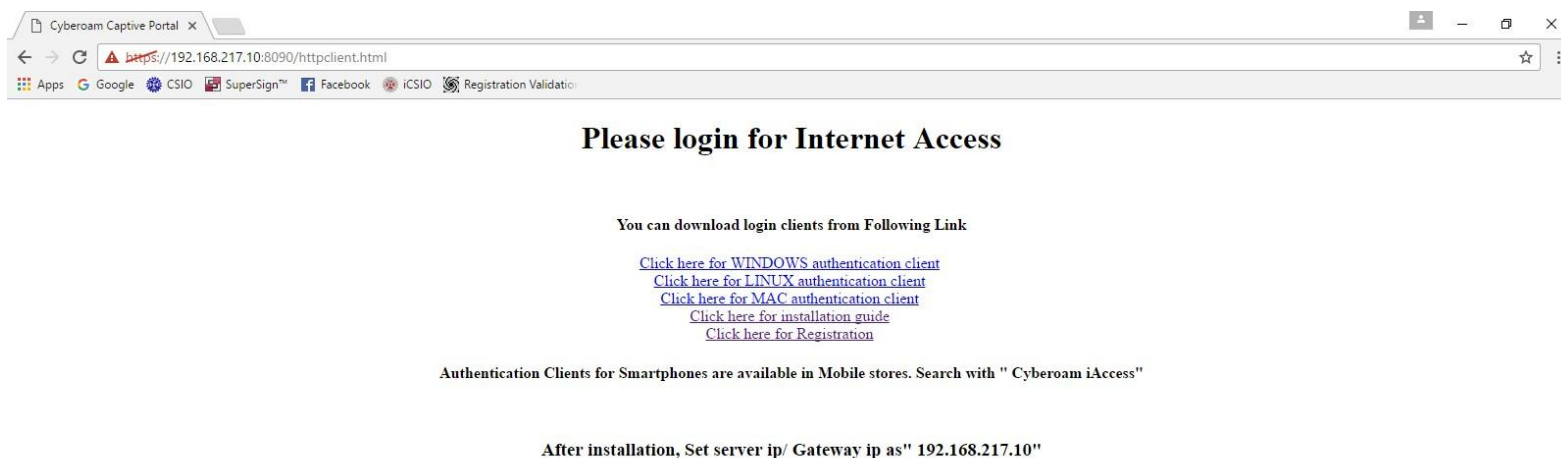 Cyberoam Captive Portal
https://192.168.217.10:8090/httpclient.html
Apps Google CSIO SuperSign™ Facebook iCSIO Registration Validatio
Please login for Internet Access
You can download login clients from Following Link
Click here for WINDOWS authentication client
Click here for LINUX authentication client
Click here for MAC authentication client
Click here for installation guide
Click here for Registration
Authentication Clients for Smartphones are available in Mobile stores. Search with " Cyberoam iAccess"
After installation, Set server ip/ Gateway ip as" 192.168.217.10"